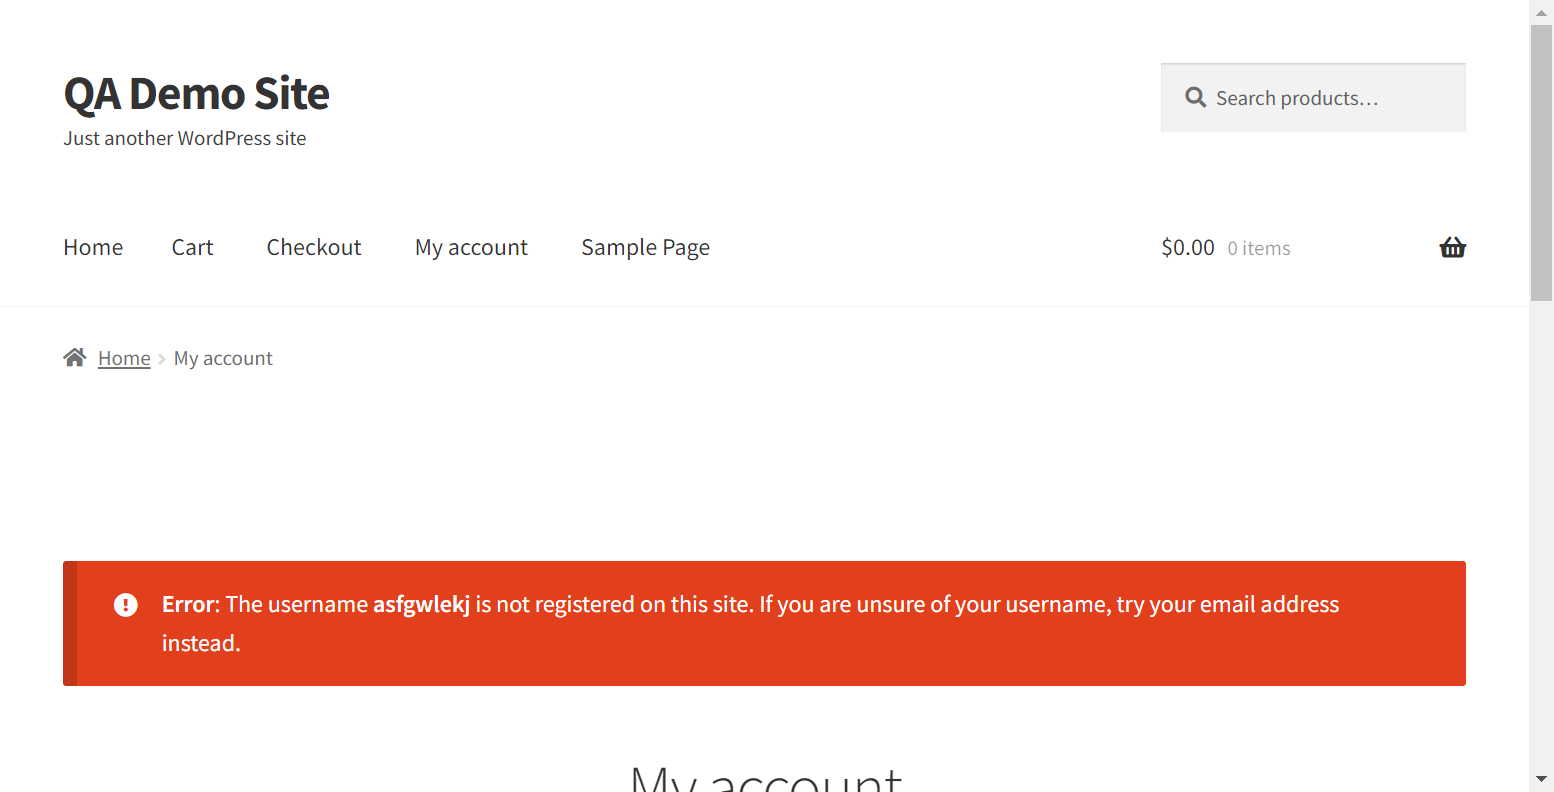 QA Demo Site
Just another WordPress site
Search products…
Home Cart Checkout My account Sample Page $0.00 0 items
Home My account
Error: The username asfgwlekj is not registered on this site. If you are unsure of your username, try your email address
instead.
My account